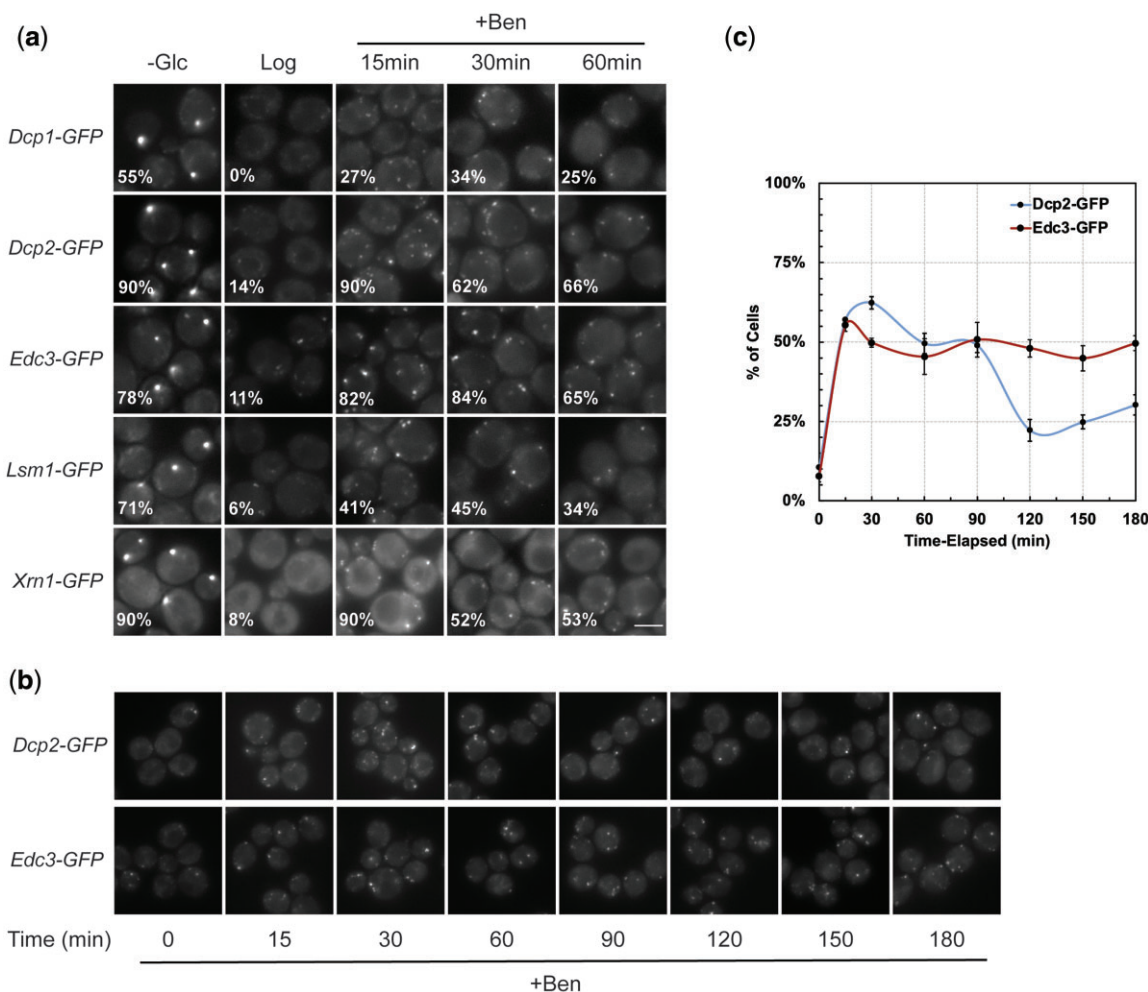 (a)
+Ben
-Glc Log 15min 30min 60min
Dcp1-GFP 55% 0% 27% 34% 25%
Dcp2-GFP 90% 14% 90% 62% 66%
Edc3-GFP 78% 11% 82% 84% 65%
Lsm1-GFP 71% 6% 41% 45% 34%
Xrn1-GFP 90% 8% 90% 52% 53%
(c)
100%
75%
50%
25%
0%
% of Cells
Dcp2-GFP
Edc3-GFP
0 30 60 90 120 150 180
Time-Elapsed (min)
(b)
Dcp2-GFP
Edc3-GFP
Time (min) 0 15 30 60 90 120 150 180
+Ben